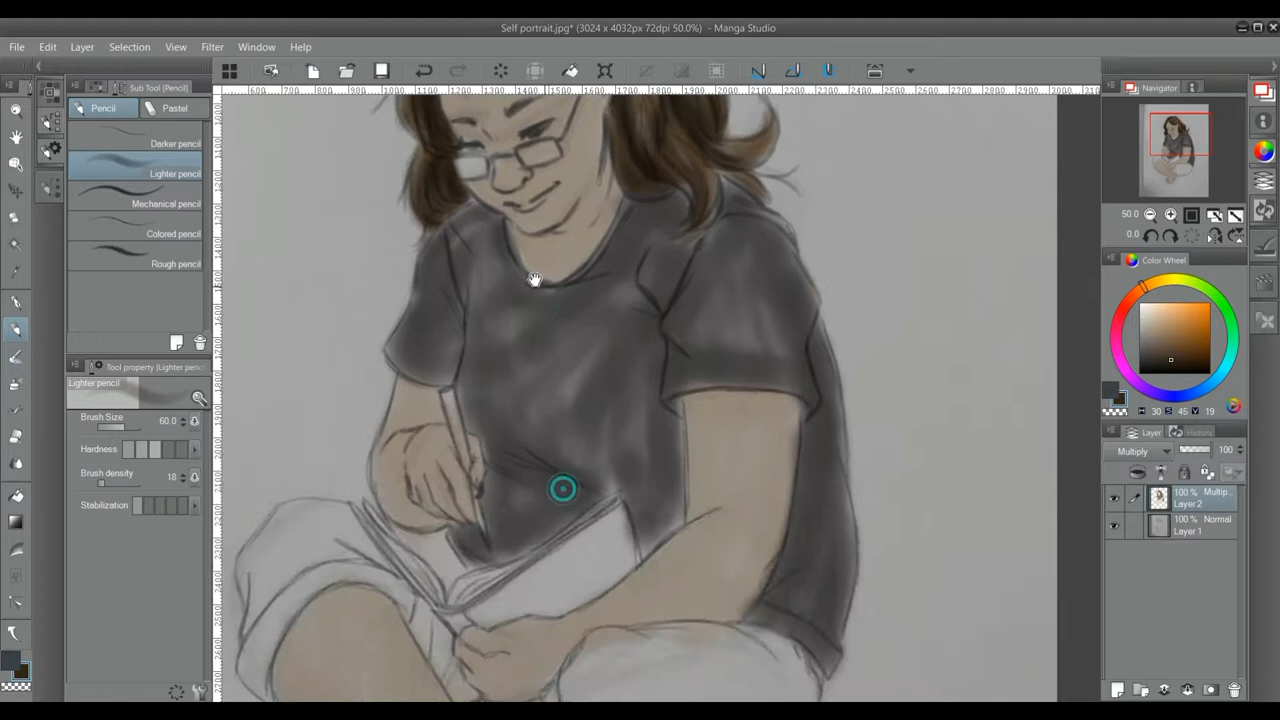 Self portrait.jpg* (3024 x 4032px 72dpi 50.0%) - Manga Studio
File Edit Layer Selection View Filter Window Help
Sub Tool [Pencil]
Pencil Pastel
Darker pencil
Lighter pencil
Mechanical pencil
Colored pencil
Rough pencil
Tool property [Lighter pen
Lighter pencil
Brush Size 60.0
Hardness
Brush density 18
Stabilization
Navigator
50.0
0.0
Color Wheel
H 30 S 45 V 19
Layer History
Multiply 100
100 % Multip...
Layer 2
100 % Normal
Layer 1